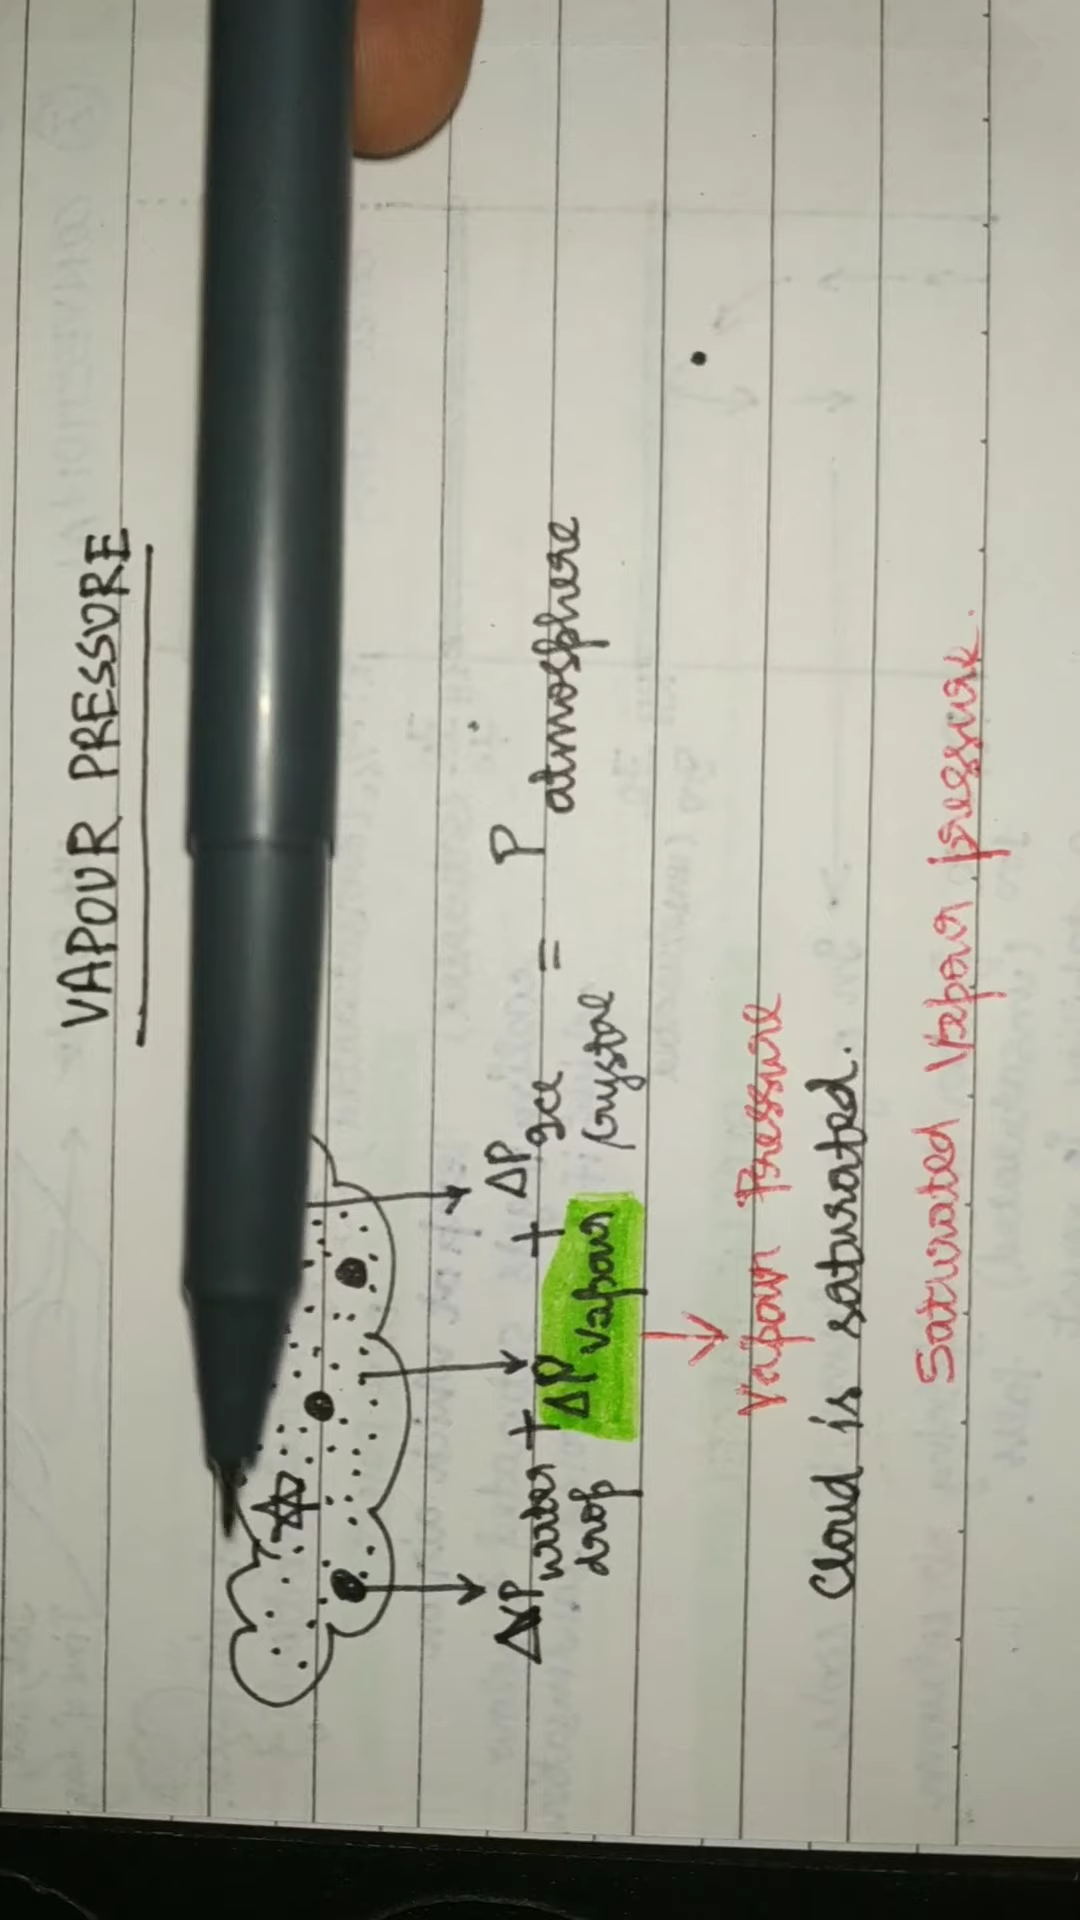 VAPOUR PRESSURE
ΔP water drop + ΔP vapour + ΔP Ice crystal = P atmosphere
Vapour Pressure
Cloud is saturated.
Saturated Vapour pressure.